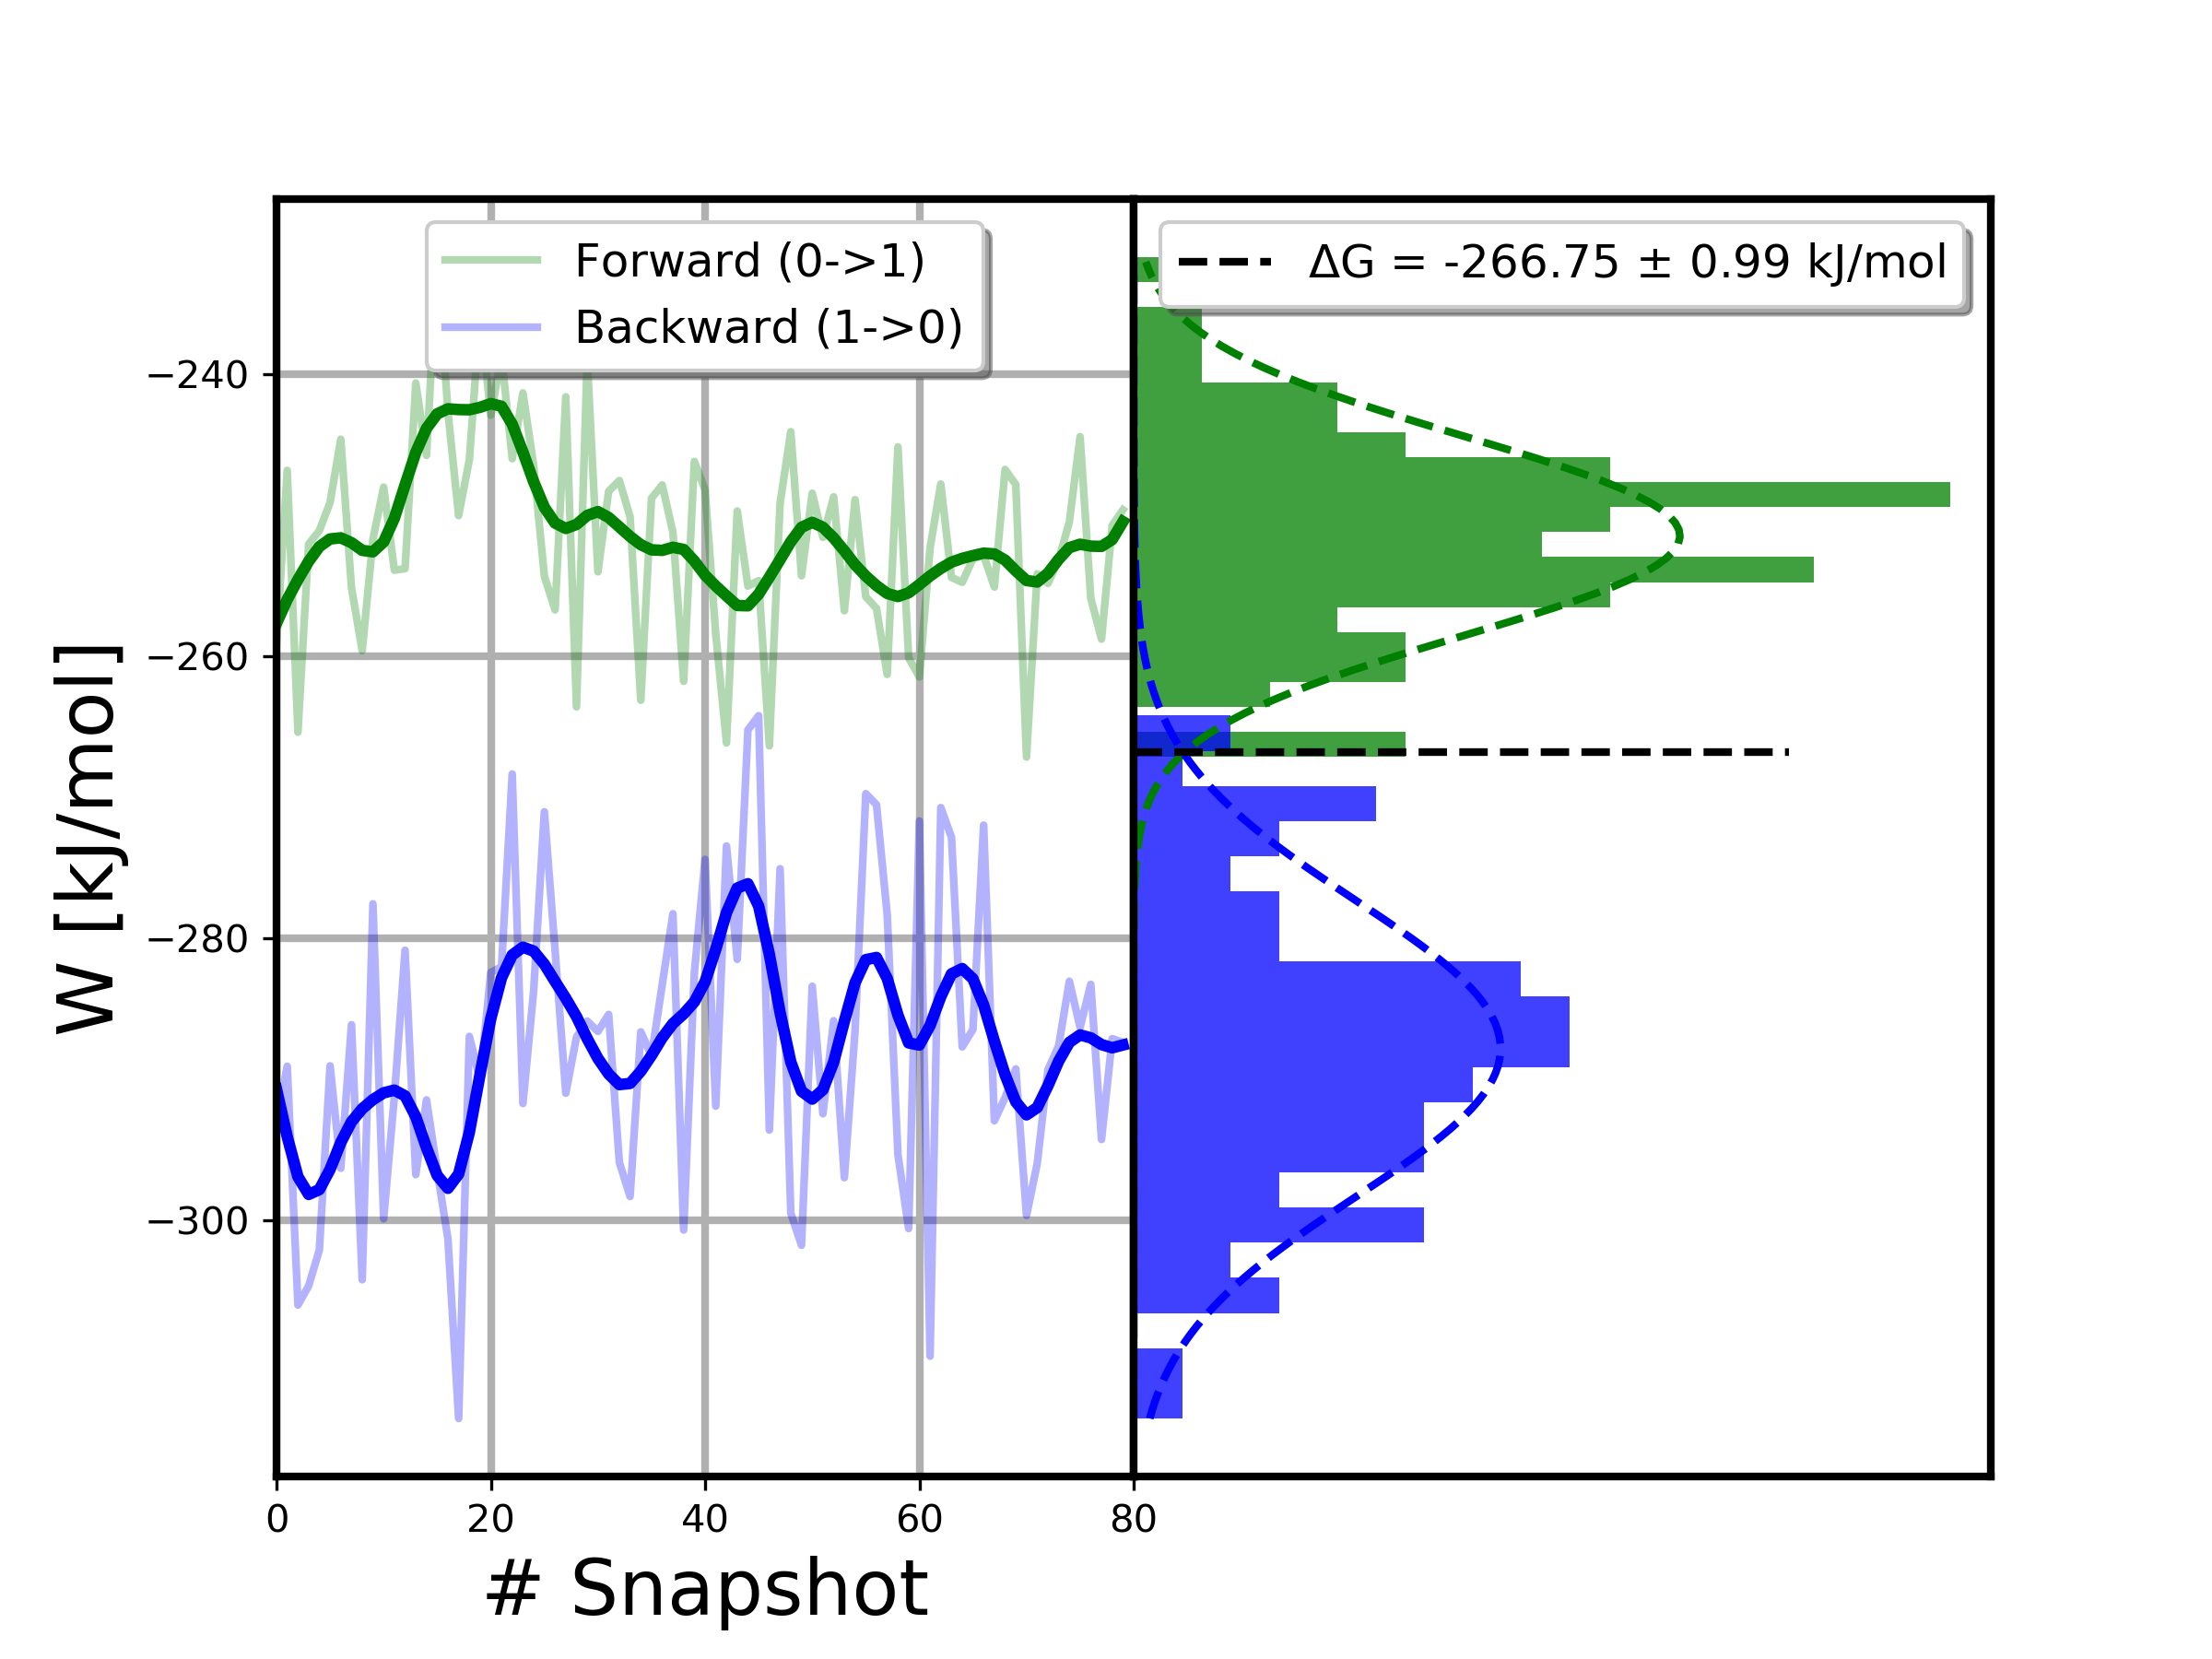 Forward (0->1)
Backward (1->0)
ΔG = -266.75 ± 0.99 kJ/mol
W [kJ/mol]
−240
−260
−280
−300
0 20 40 60 80
# Snapshot